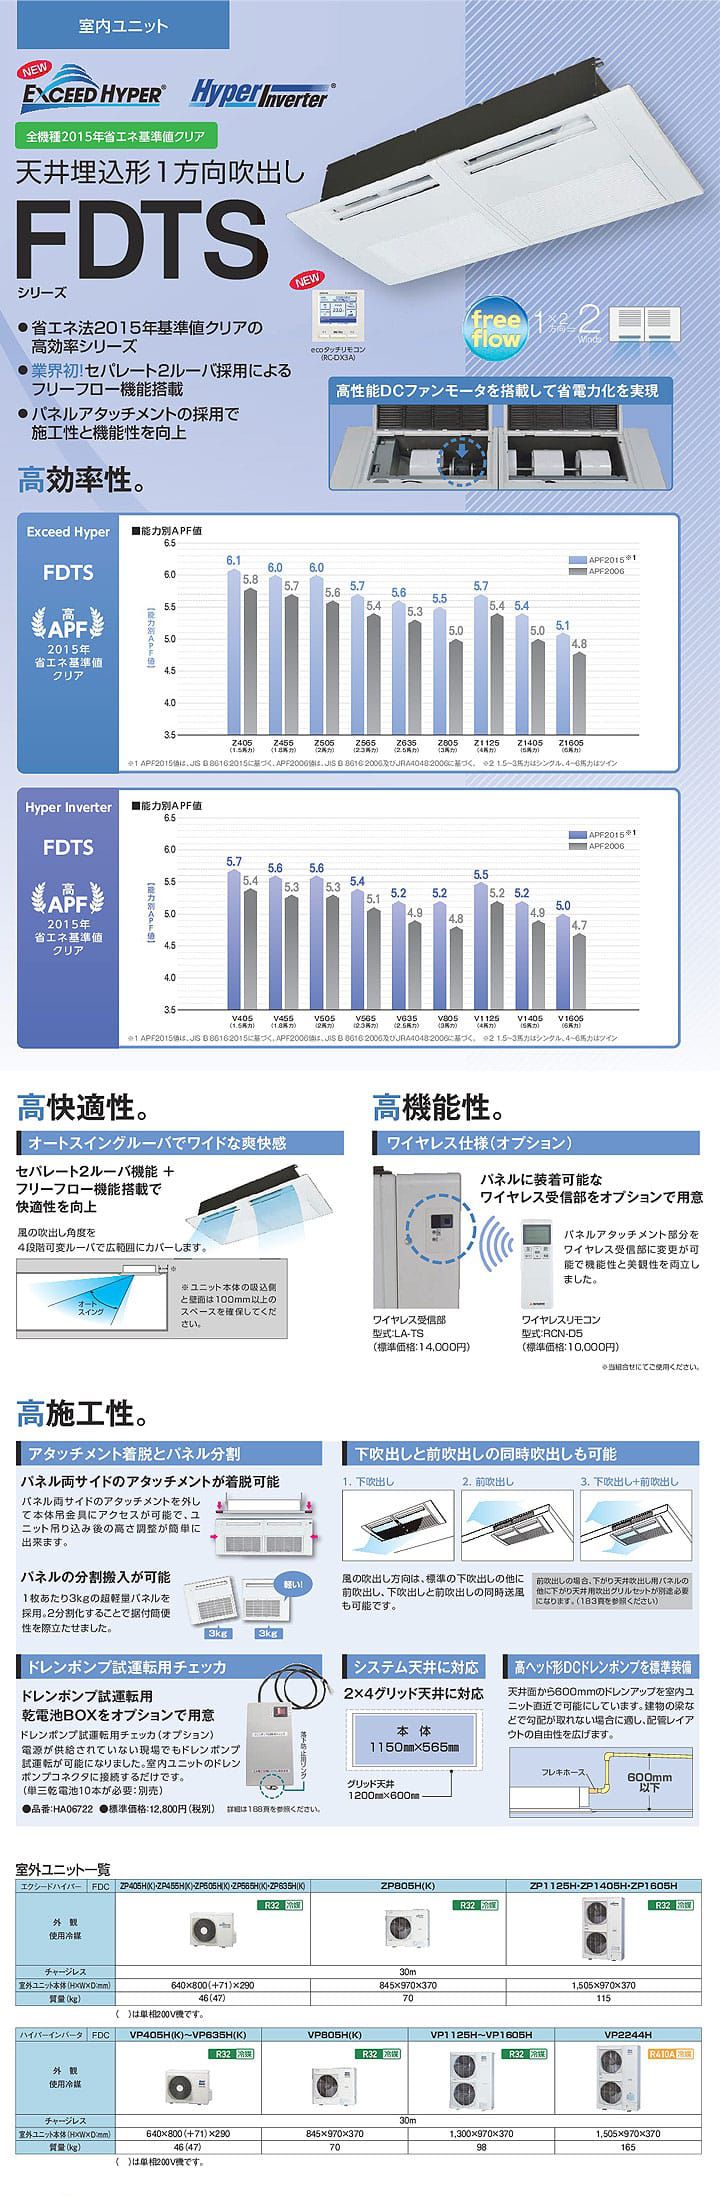 室内ユニット
NEW
EXCEED HYPER®
Hyper Inverter®
全機種2015年省エネ基準値クリア
天井埋込形1方向吹出し
FDTS
シリーズ
NEW
ecoタッチリモコン
(RC-DX3A)
free
flow
1×2=2
方向
Winds
●省エネ法2015年基準値クリアの
高効率シリーズ
●業界初!セパレート2ルーバ採用による
フリーフロー機能搭載
●パネルアタッチメントの採用で
施工性と機能性を向上
高性能DCファンモータを搭載して省電力化を実現
高効率性。
Exceed Hyper
FDTS
高
APF
2015年
省エネ基準値
クリア
■能力別APF値
APF2015※1
APF2006
【能力別APF値】
6.5
6.0
5.5
5.0
4.5
4.0
3.5
6.1 5.8 6.0 5.7 6.0 5.6 5.7 5.4 5.6 5.3 5.5 5.0 5.7 5.4 5.4 5.0 5.1 4.8
Z405 Z455 Z505 Z565 Z635 Z805 Z1125 Z1405 Z1605
(1.5馬力) (1.8馬力) (2馬力) (2.3馬力) (2.5馬力) (3馬力) (4馬力) (5馬力) (6馬力)
※1 APF2015値は、JIS B 8616:2015に基づく、APF2006値は、JIS B 8616:2006及びJRA4048:2006に基づく。 ※2 1.5~3馬力はシングル、4~6馬力はツイン
Hyper Inverter
FDTS
高
APF
2015年
省エネ基準値
クリア
■能力別APF値
APF2015※1
APF2006
【能力別APF値】
6.5
6.0
5.5
5.0
4.5
4.0
3.5
5.7 5.4 5.6 5.3 5.6 5.3 5.4 5.1 5.2 4.9 5.2 4.8 5.5 5.2 5.2 4.9 5.0 4.7
V405 V455 V505 V565 V635 V805 V1125 V1405 V1605
(1.5馬力) (1.8馬力) (2馬力) (2.3馬力) (2.5馬力) (3馬力) (4馬力) (5馬力) (6馬力)
※1 APF2015値は、JIS B 8616:2015に基づく、APF2006値は、JIS B 8616:2006及びJRA4048:2006に基づく。 ※2 1.5~3馬力はシングル、4~6馬力はツイン
高快適性。
オートスイングルーバでワイドな爽快感
セパレート2ルーバ機能 +
フリーフロー機能搭載で
快適性を向上
風の吹出し角度を
4段階可変ルーバで広範囲にカバーします。
※
オート
スイング
※ユニット本体の吸込側
と壁面は100mm以上の
スペースを確保してくだ
さい。
高機能性。
ワイヤレス仕様(オプション)
パネルに装着可能な
ワイヤレス受信部をオプションで用意
パネルアタッチメント部分を
ワイヤレス受信部に変更が可
能で機能性と美観性を両立し
ました。
ワイヤレス受信部
型式:LA-TS
(標準価格:14,000円)
ワイヤレスリモコン
型式:RCN-D5
(標準価格:10,000円)
※当組合せにてご使用ください。
高施工性。
アタッチメント着脱とパネル分割
パネル両サイドのアタッチメントが着脱可能
パネル両サイドのアタッチメントを外し
て本体吊金具にアクセスが可能で、ユ
ニット吊り込み後の高さ調整が簡単に
出来ます。
パネルの分割搬入が可能
1枚あたり3kgの超軽量パネルを
採用。2分割化することで据付簡便
性を際立たせました。
軽い!
3kg
3kg
下吹出しと前吹出しの同時吹出しも可能
1. 下吹出し
2. 前吹出し
3. 下吹出し+前吹出し
風の吹出し方向は、標準の下吹出しの他に
前吹出し、下吹出しと前吹出しの同時送風
も可能です。
前吹出しの場合、下がり天井吹出し用パネルの
他に下がり天井用吹出グリルセットが別途必要
になります。(183頁を参照ください)
ドレンポンプ試運転用チェッカ
ドレンポンプ試運転用
乾電池BOXをオプションで用意
ドレンポンプ試運転用チェッカ(オプション)
電源が供給されていない現場でもドレンポンプ
試運転が可能になりました。室内ユニットのドレン
ポンプコネクタに接続するだけです。
(単三乾電池10本が必要:別売)
●品番:HA06722 ●標準価格:12,800円(税別)
落下防止用リング
詳細は188頁を参照ください。
システム天井に対応
2×4グリッド天井に対応
本 体
1150mm×565mm
グリッド天井
1200mm×600mm
高ヘッド形DCドレンポンプを標準装備
天井面から600mmのドレンアップを室内ユ
ニット直近で可能にしています。建物の梁な
どで勾配が取れない場合に適し、配管レイア
ウトの自由性を広げます。
フレキホース
600mm
以下
室外ユニット一覧
エクシードハイパー FDC ZP405H(K)・ZP455H(K)・ZP505H(K)・ZP565H(K)・ZP635H(K) ZP805H(K) ZP1125H・ZP1405H・ZP1605H
外 観
使用冷媒
R32 冷媒 R32 冷媒 R32 冷媒
チャージレス 30m
室外ユニット本体(H×W×D:mm) 640×800(+71)×290 845×970×370 1,505×970×370
質量(kg) 46(47) 70 115
( )は単相200V機です。
ハイパーインバータ FDC VP405H(K)~VP635H(K) VP805H(K) VP1125H~VP1605H VP2244H
外 観
使用冷媒
R32 冷媒 R32 冷媒 R32 冷媒 R410A 冷媒
チャージレス 30m
室外ユニット本体(H×W×D:mm) 640×800(+71)×290 845×970×370 1,300×970×370 1,505×970×370
質量(kg) 46(47) 70 98 165
( )は単相200V機です。